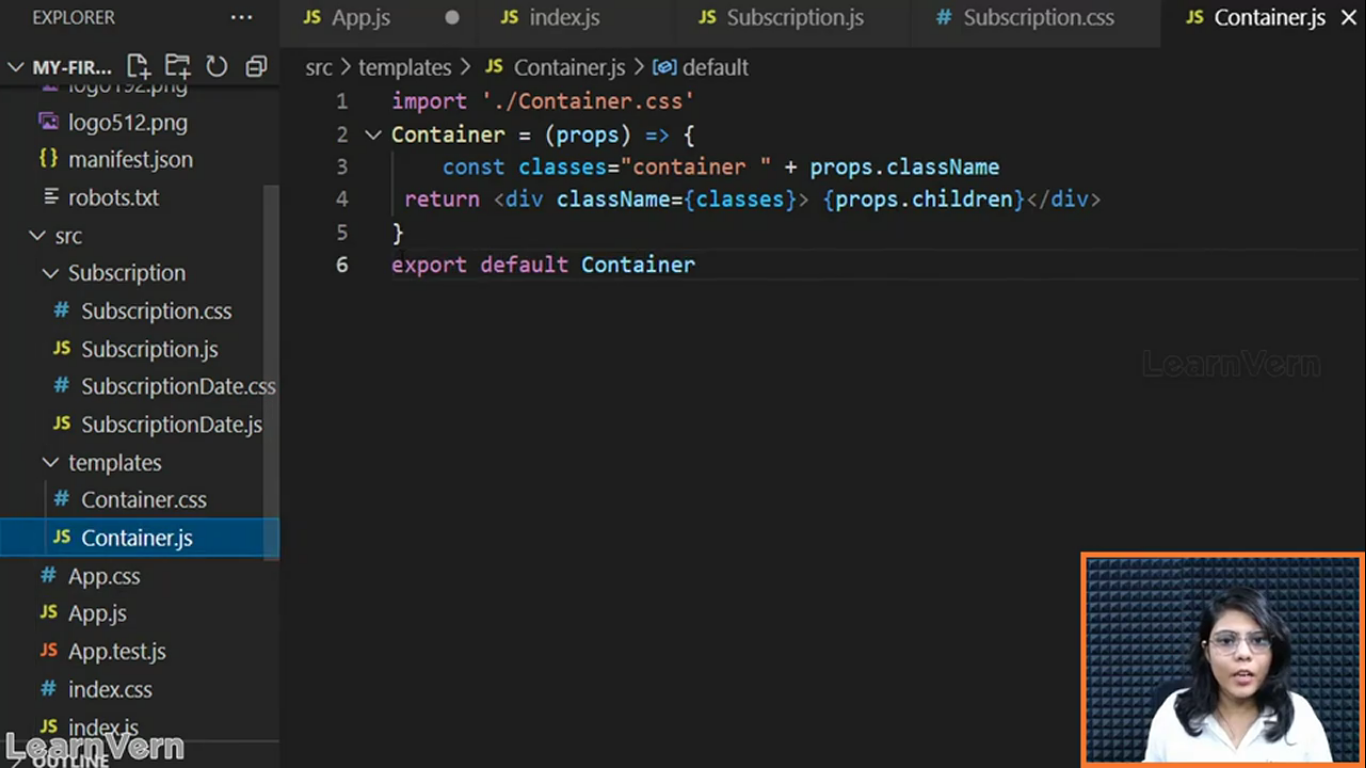 EXPLORER ...
MY-FIR...
logo192.png
logo512.png
{} manifest.json
robots.txt
src
Subscription
# Subscription.css
JS Subscription.js
# SubscriptionDate.css
JS SubscriptionDate.js
templates
# Container.css
JS Container.js
# App.css
JS App.js
JS App.test.js
# index.css
JS index.js
OUTLINE
LearnVern
JS App.js
JS index.js
JS Subscription.js
# Subscription.css
JS Container.js
src > templates > JS Container.js > default
1 import './Container.css'
2 Container = (props) => {
3 const classes="container " + props.className
4 return <div className={classes}> {props.children}</div>
5 }
6 export default Container
LearnVern